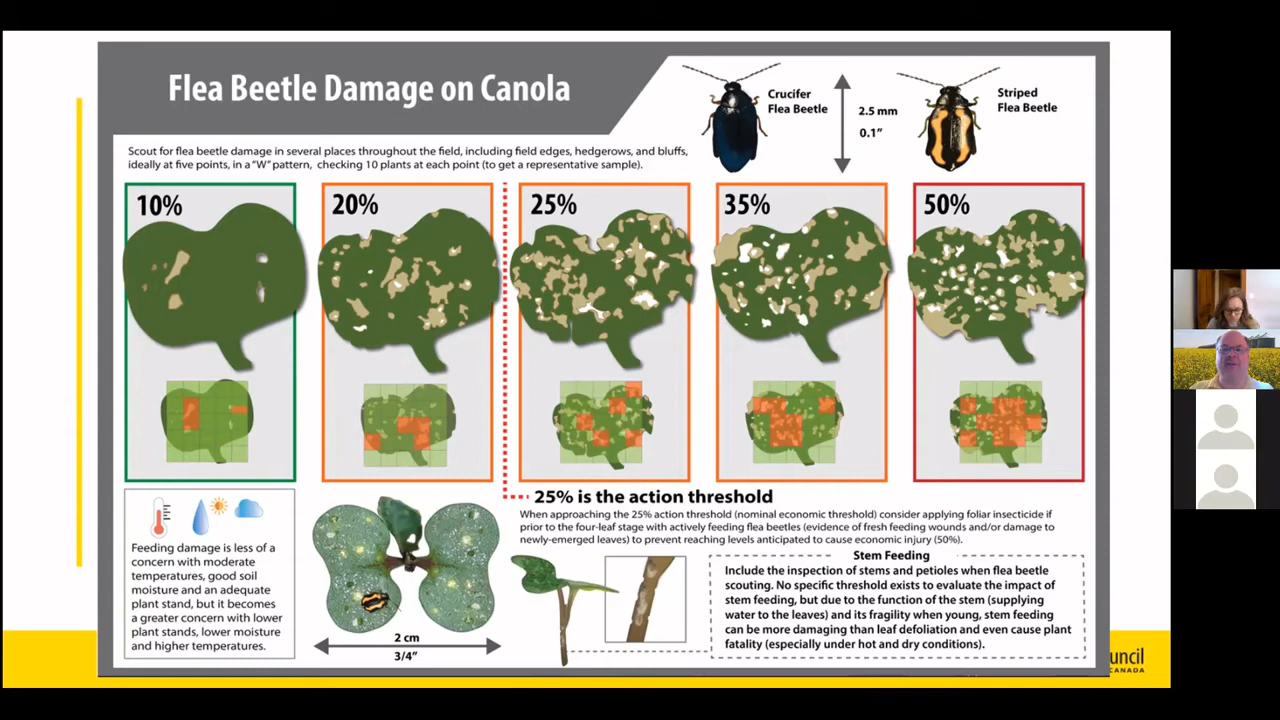 Flea Beetle Damage on Canola
Crucifer
Flea Beetle
2.5 mm
0.1"
Striped
Flea Beetle
Scout for flea beetle damage in several places throughout the field, including field edges, hedgerows, and bluffs,
ideally at five points, in a "W" pattern, checking 10 plants at each point (to get a representative sample).
10%
20%
25%
35%
50%
25% is the action threshold
When approaching the 25% action threshold (nominal economic threshold) consider applying foliar insecticide if
prior to the four-leaf stage with actively feeding flea beetles (evidence of fresh feeding wounds and/or damage to
newly-emerged leaves) to prevent reaching levels anticipated to cause economic injury (50%).
Feeding damage is less of a
concern with moderate
temperatures, good soil
moisture and an adequate
plant stand, but it becomes
a greater concern with lower
plant stands, lower moisture
and higher temperatures.
2 cm
3/4"
Stem Feeding
Include the inspection of stems and petioles when flea beetle
scouting. No specific threshold exists to evaluate the impact of
stem feeding, but due to the function of the stem (supplying
water to the leaves) and its fragility when young, stem feeding
can be more damaging than leaf defoliation and even cause plant
fatality (especially under hot and dry conditions).
uncil
CANADA